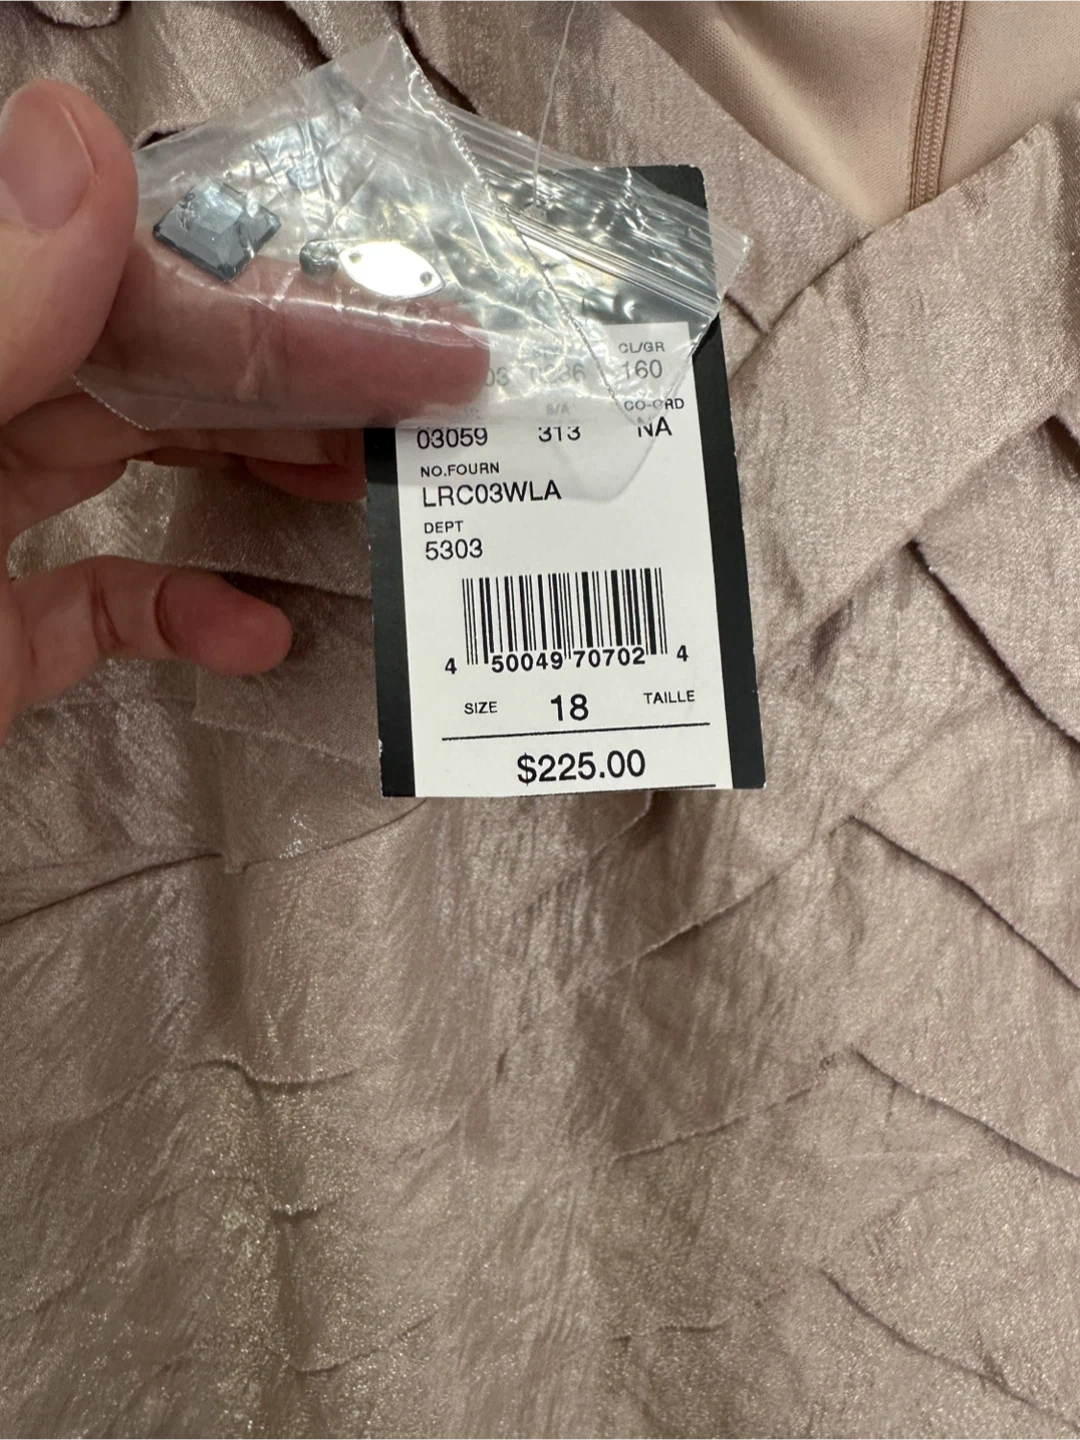 CL/GR
160
S/A CO-ORD
03059 313 NA
NO.FOURN
LRC03WLA
DEPT
5303
4 50049 70702 4
SIZE 18 TAILLE
$225.00